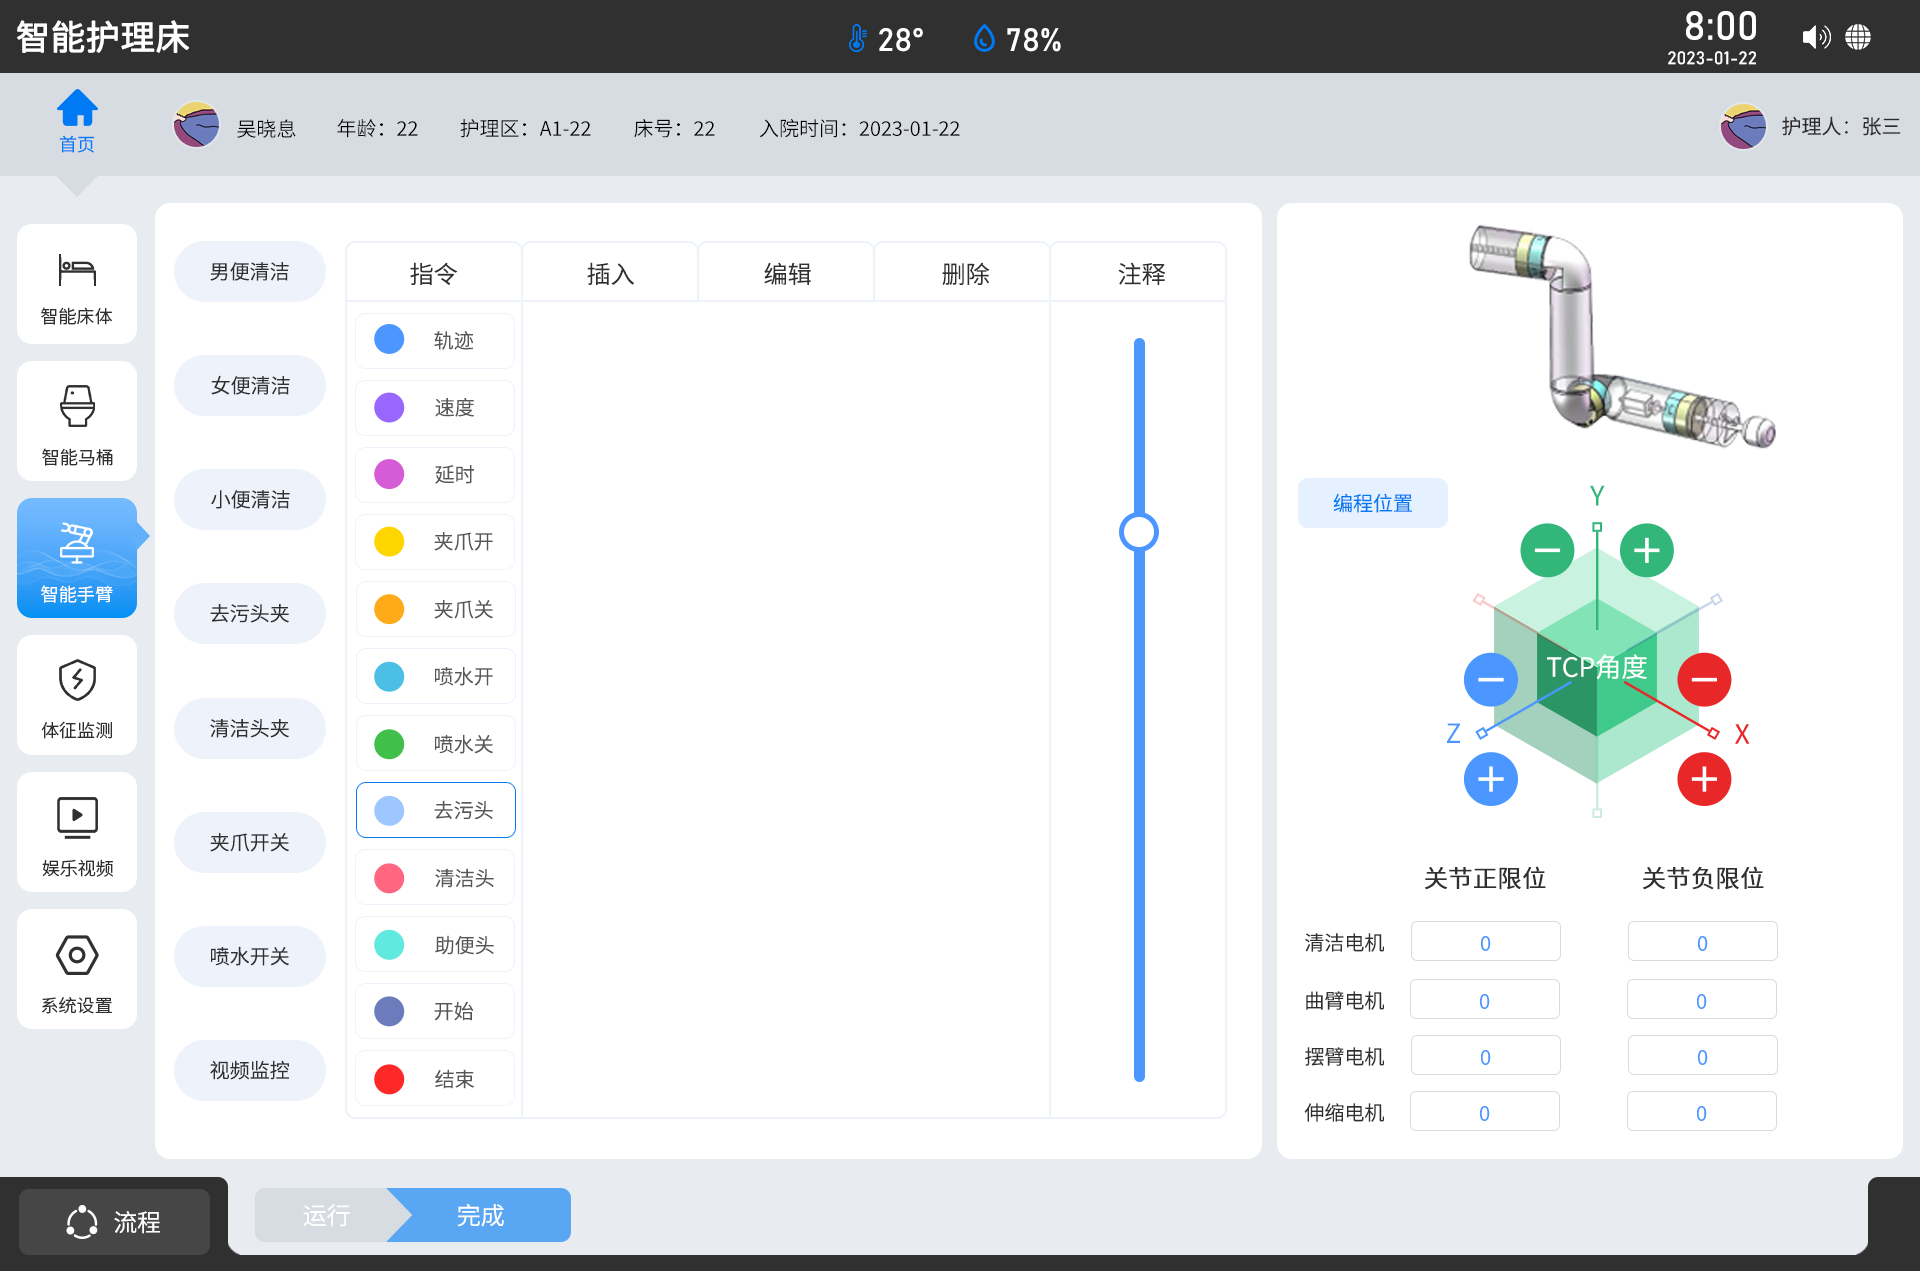 智能护理床
28°
78%
8:00
2023-01-22
首页
吴晓息
年龄：22
护理区：A1-22
床号：22
入院时间：2023-01-22
护理人：张三
智能床体
智能马桶
智能手臂
体征监测
娱乐视频
系统设置
男便清洁
女便清洁
小便清洁
去污头夹
清洁头夹
夹爪开关
喷水开关
视频监控
指令
插入
编辑
删除
注释
轨迹
速度
延时
夹爪开
夹爪关
喷水开
喷水关
去污头
清洁头
助便头
开始
结束
编程位置
Y
TCP角度
Z
X
关节正限位
关节负限位
清洁电机
0
0
曲臂电机
0
0
摆臂电机
0
0
伸缩电机
0
0
流程
运行
完成